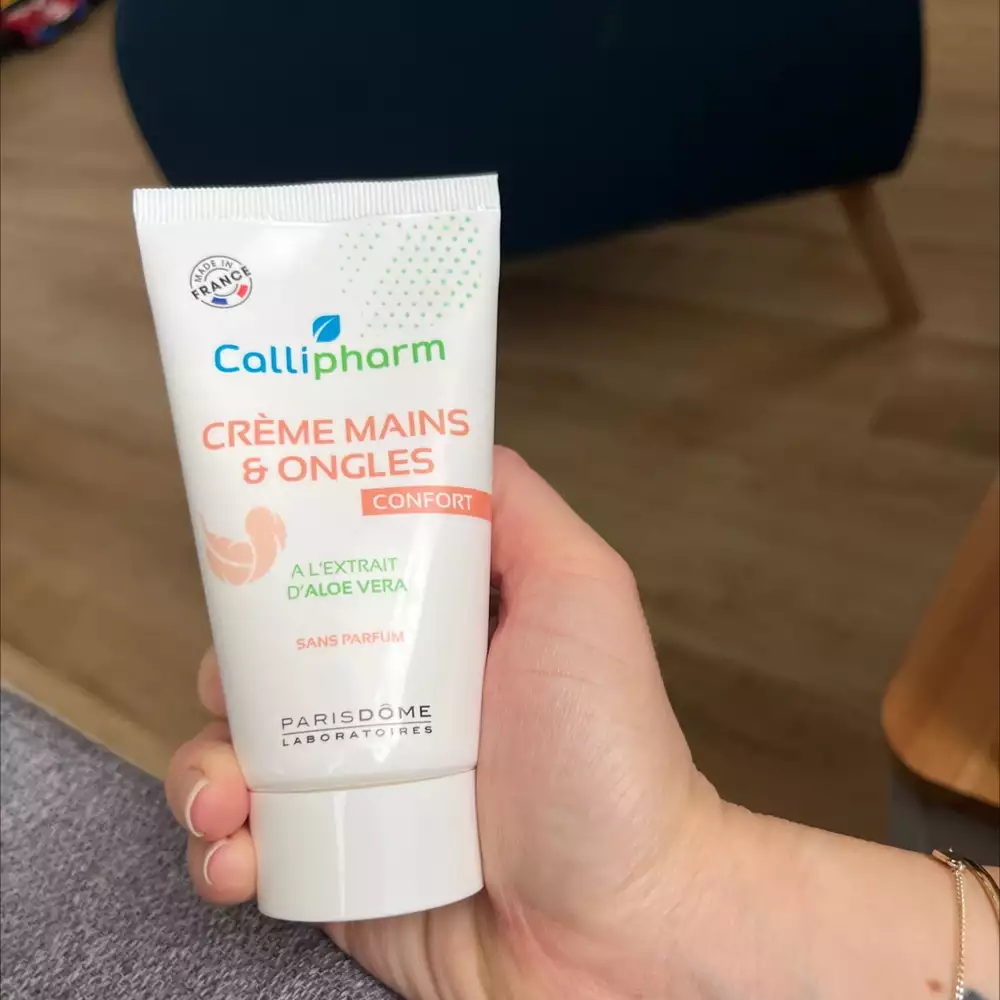 MADE IN
FRANCE
Callipharm
CRÈME MAINS
& ONGLES
CONFORT
A L'EXTRAIT
D'ALOE VERA
SANS PARFUM
PARISDÔME
LABORATOIRES